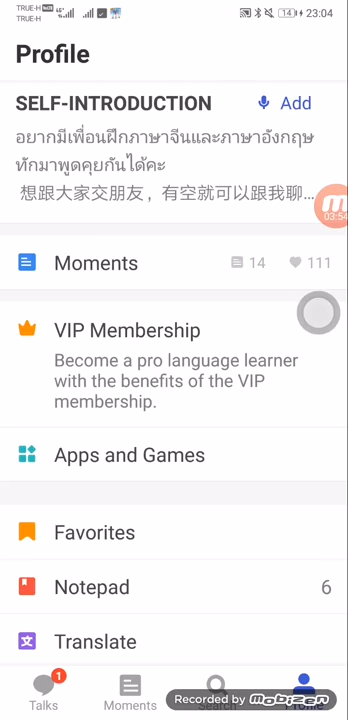 TRUE-H VoLTE 4G 14 23:04
TRUE-H
Profile
SELF-INTRODUCTION Add
อยากมีเพื่อนฝึกภาษาจีนและภาษาอังกฤษ
ทักมาพูดคุยกันได้คะ
想跟大家交朋友，有空就可以跟我聊...
03:54
Moments 14 111
VIP Membership
Become a pro language learner
with the benefits of the VIP
membership.
Apps and Games
Favorites
Notepad 6
Translate
1
Talks Moments Search Profile
Recorded by Mobizen